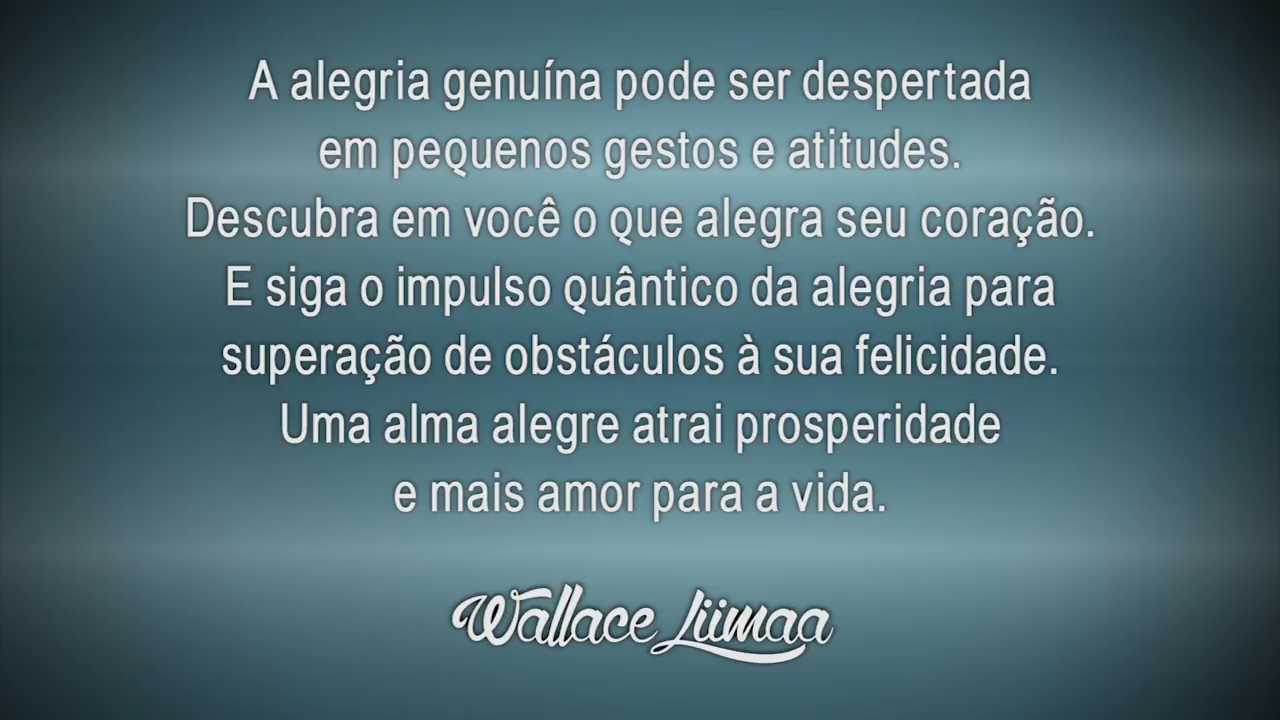 A alegria genuína pode ser despertada
em pequenos gestos e atitudes.
Descubra em você o que alegra seu coração.
E siga o impulso quântico da alegria para
superação de obstáculos à sua felicidade.
Uma alma alegre atrai prosperidade
e mais amor para a vida.
Wallace Liimaa